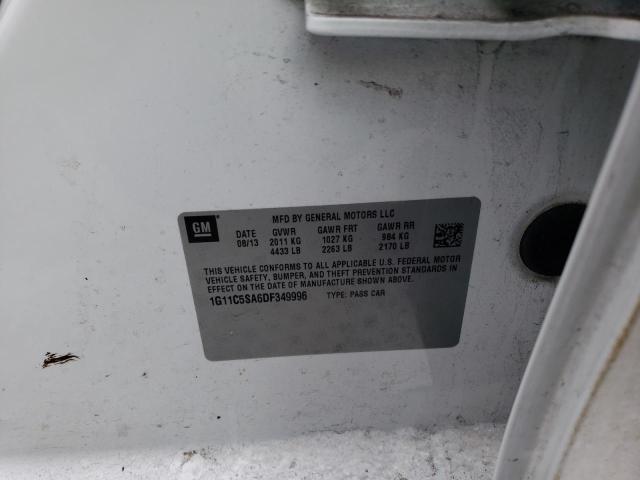 GM
MFD BY GENERAL MOTORS LLC
DATE GVWR GAWR FRT GAWR RR
08/13 2011 KG 1027 KG 984 KG
4433 LB 2263 LB 2170 LB
THIS VEHICLE CONFORMS TO ALL APPLICABLE U.S. FEDERAL MOTOR
VEHICLE SAFETY, BUMPER, AND THEFT PREVENTION STANDARDS IN
EFFECT ON THE DATE OF MANUFACTURE SHOWN ABOVE.
1G11C5SA6DF349996 TYPE: PASS CAR